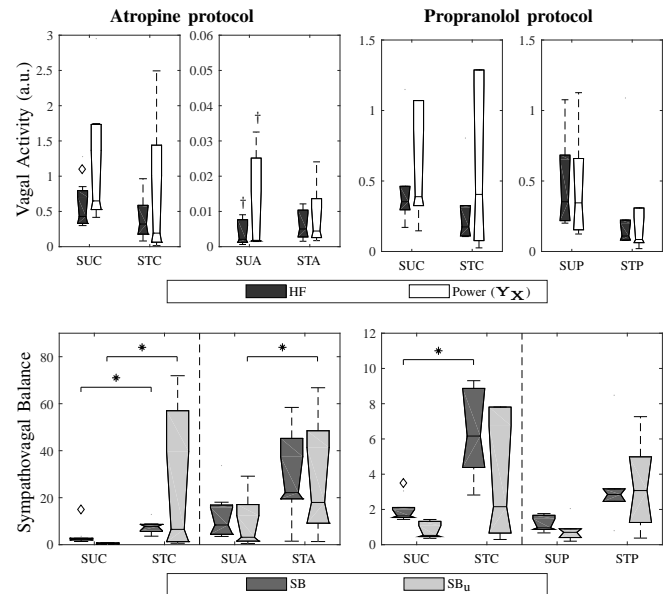 Atropine protocol
Propranolol protocol
Vagal Activity (a.u.)
3
2.5
2
1.5
1
0.5
0
SUC
STC
0.06
0.05
0.04
0.03
0.02
0.01
0
†
†
SUA
STA
1.5
1
0.5
0
SUC
STC
1.5
1
0.5
0
SUP
STP
HF
Power (Y_X)
Sympathovagal Balance
80
60
40
20
0
*
*
*
SUC
STC
SUA
STA
12
10
8
6
4
2
0
*
SUC
STC
SUP
STP
SB
SB_u